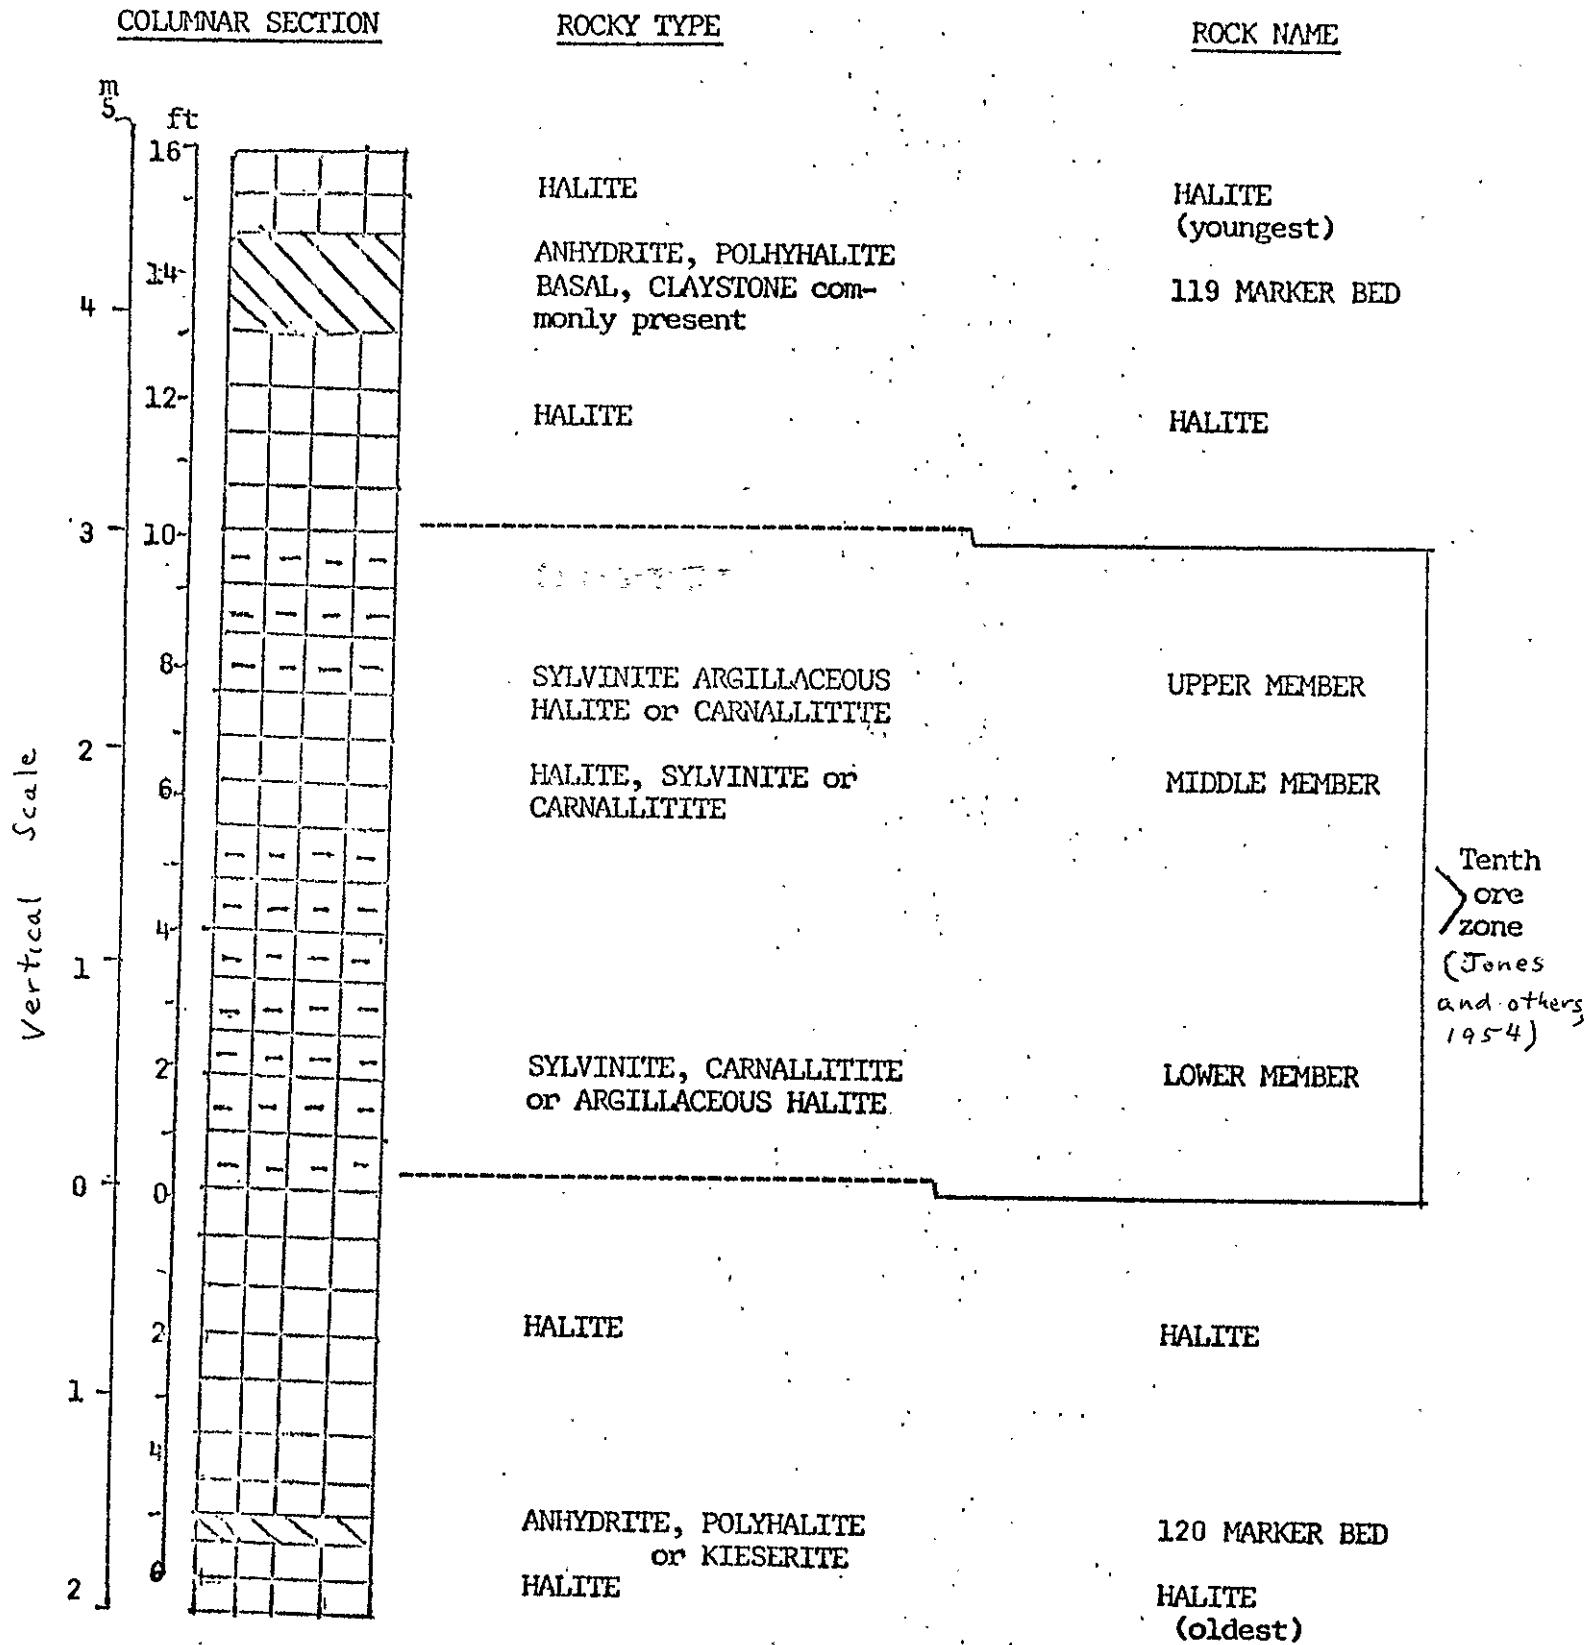 COLUMNAR SECTION
ROCKY TYPE
ROCK NAME
m
5
ft
16
HALITE
HALITE
(youngest)
ANHYDRITE, POLHYHALITE
BASAL, CLAYSTONE com-
monly present
14
4
119 MARKER BED
12
HALITE
HALITE
3
10
8
SYLVINITE ARGILLACEOUS
HALITE or CARNALLITITE
UPPER MEMBER
2
6
HALITE, SYLVINITE or
CARNALLITITE
MIDDLE MEMBER
Vertical Scale
4
1
Tenth
ore
zone
(Jones
and others,
1954)
2
SYLVINITE, CARNALLITITE
or ARGILLACEOUS HALITE
LOWER MEMBER
0
0
2
HALITE
HALITE
1
4
ANHYDRITE, POLYHALITE
or KIESERITE
120 MARKER BED
6
2
HALITE
HALITE
(oldest)